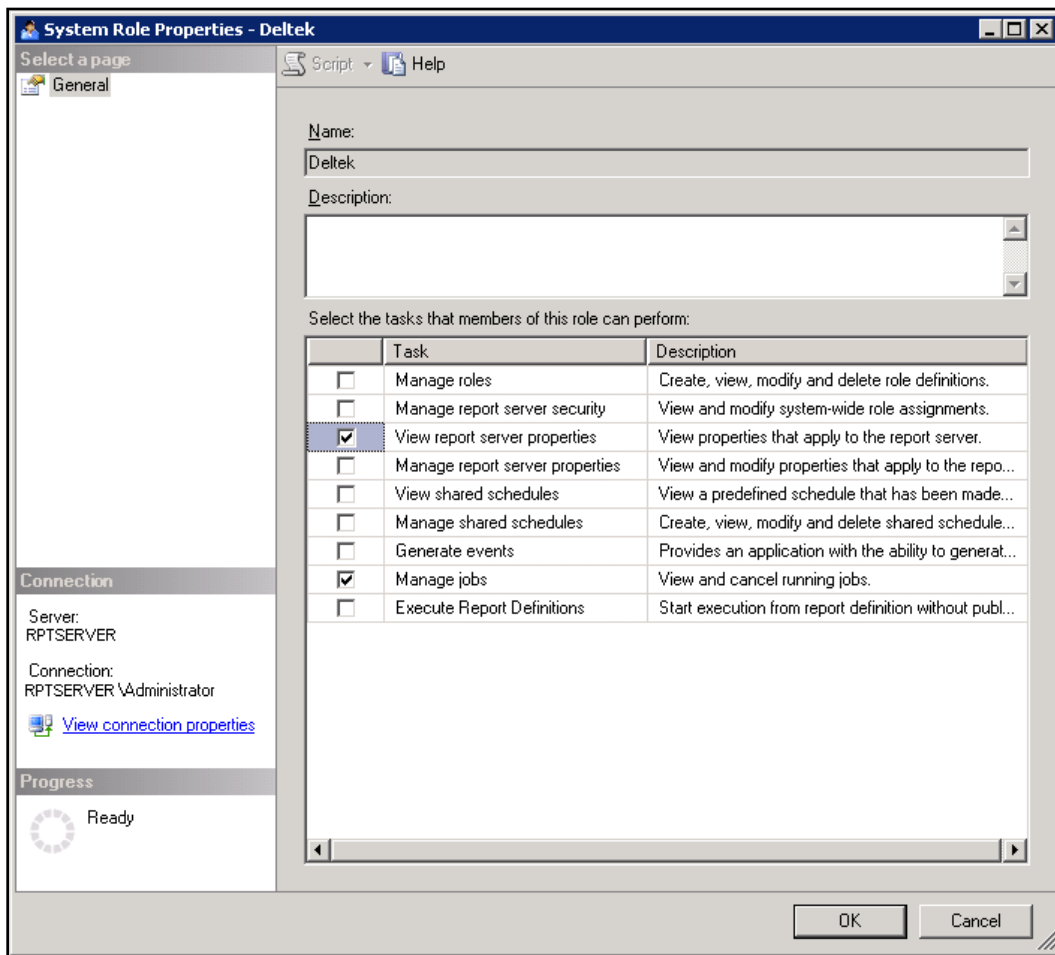 System Role Properties - Deltek
Select a page
General
Script Help
Name:
Deltek
Description:
Select the tasks that members of this role can perform:
Task Description
Manage roles Create, view, modify and delete role definitions.
Manage report server security View and modify system-wide role assignments.
View report server properties View properties that apply to the report server.
Manage report server properties View and modify properties that apply to the repo...
View shared schedules View a predefined schedule that has been made...
Manage shared schedules Create, view, modify and delete shared schedule...
Generate events Provides an application with the ability to generat...
Manage jobs View and cancel running jobs.
Execute Report Definitions Start execution from report definition without publ...
Connection
Server:
RPTSERVER
Connection:
RPTSERVER \Administrator
View connection properties
Progress
Ready
OK Cancel